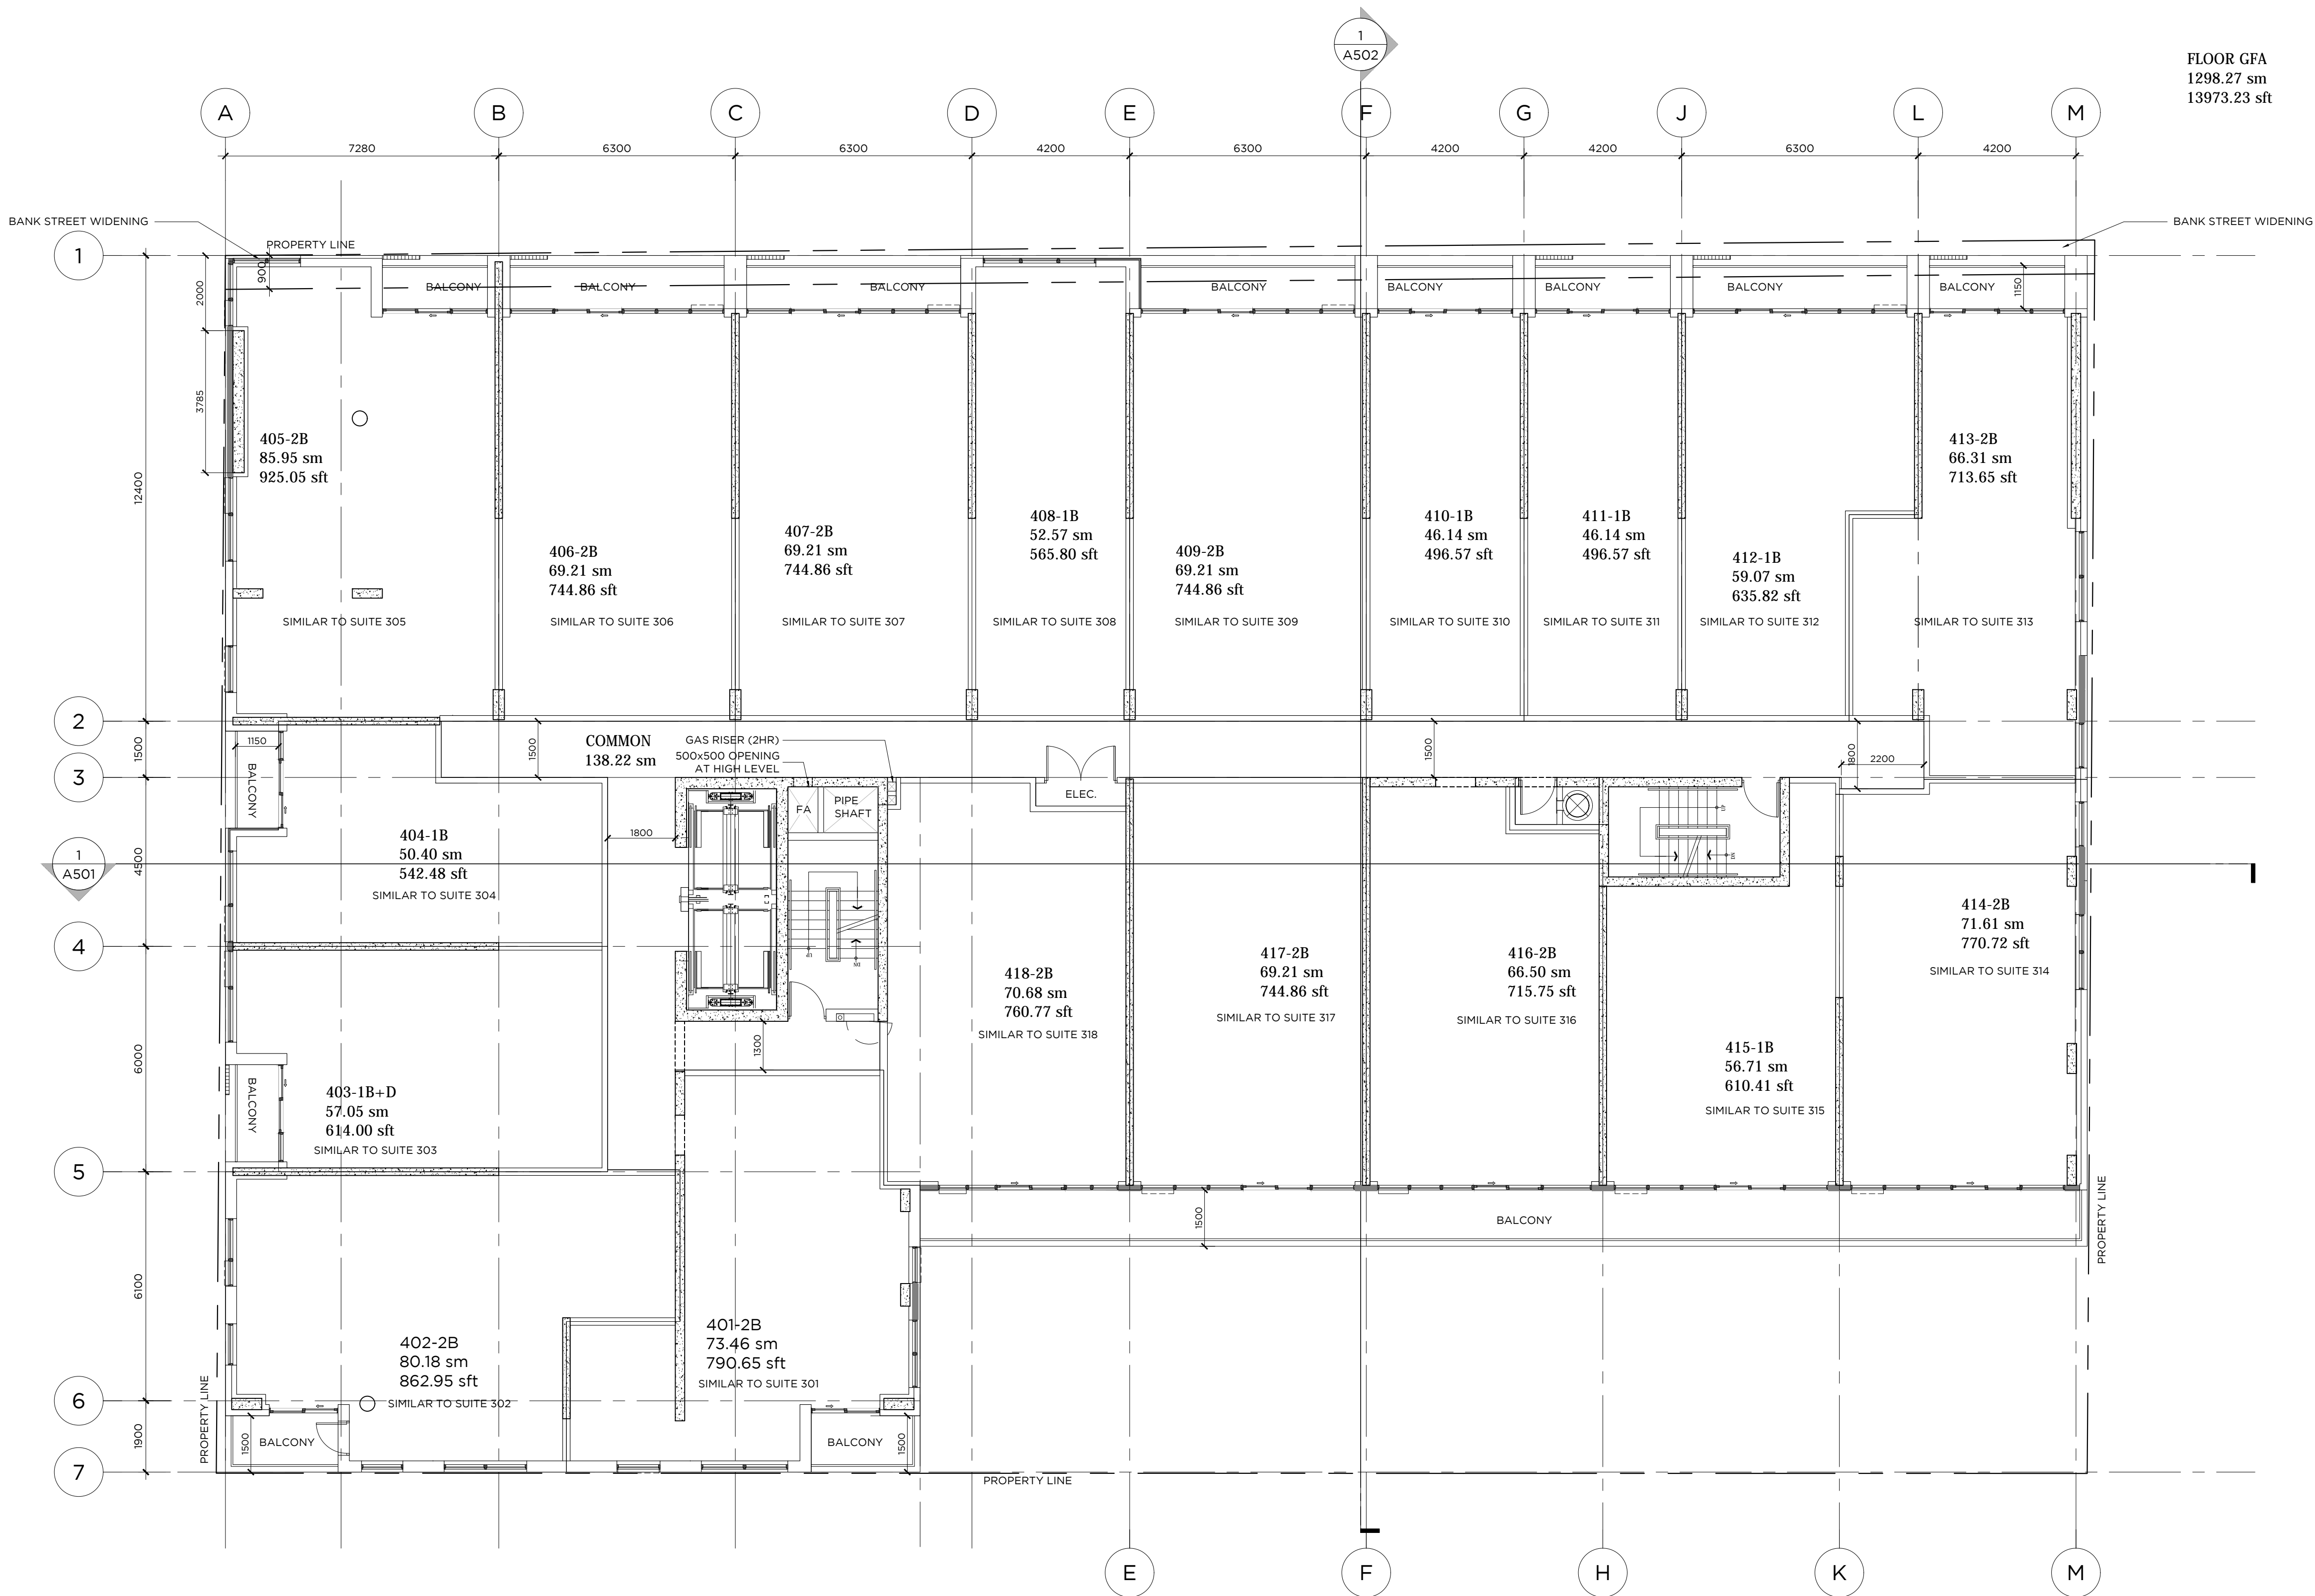 1
A502
FLOOR GFA
1298.27 sm
13973.23 sft
A
B
C
D
E
F
G
J
L
M
7280
6300
6300
4200
6300
4200
4200
6300
4200
BANK STREET WIDENING
BANK STREET WIDENING
PROPERTY LINE
1
900
2000
BALCONY
BALCONY
BALCONY
BALCONY
BALCONY
BALCONY
BALCONY
BALCONY
1150
3785
12400
405-2B
85.95 sm
925.05 sft
SIMILAR TO SUITE 305
406-2B
69.21 sm
744.86 sft
SIMILAR TO SUITE 306
407-2B
69.21 sm
744.86 sft
SIMILAR TO SUITE 307
408-1B
52.57 sm
565.80 sft
SIMILAR TO SUITE 308
409-2B
69.21 sm
744.86 sft
SIMILAR TO SUITE 309
410-1B
46.14 sm
496.57 sft
SIMILAR TO SUITE 310
411-1B
46.14 sm
496.57 sft
SIMILAR TO SUITE 311
412-1B
59.07 sm
635.82 sft
SIMILAR TO SUITE 312
413-2B
66.31 sm
713.65 sft
SIMILAR TO SUITE 313
2
1500
3
1150
BALCONY
1500
COMMON
138.22 sm
GAS RISER (2HR)
500x500 OPENING
AT HIGH LEVEL
FA
PIPE
SHAFT
ELEC.
1500
1800
2200
1800
UP
DN
404-1B
50.40 sm
542.48 sft
SIMILAR TO SUITE 304
1
A501
4500
4
UP
DN
418-2B
70.68 sm
760.77 sft
SIMILAR TO SUITE 318
417-2B
69.21 sm
744.86 sft
SIMILAR TO SUITE 317
416-2B
66.50 sm
715.75 sft
SIMILAR TO SUITE 316
415-1B
56.71 sm
610.41 sft
SIMILAR TO SUITE 315
414-2B
71.61 sm
770.72 sft
SIMILAR TO SUITE 314
6000
1300
BALCONY
403-1B+D
57.05 sm
614.00 sft
SIMILAR TO SUITE 303
5
1500
BALCONY
PROPERTY LINE
6100
402-2B
80.18 sm
862.95 sft
SIMILAR TO SUITE 302
401-2B
73.46 sm
790.65 sft
SIMILAR TO SUITE 301
6
1900
PROPERTY LINE
1500
BALCONY
BALCONY
1500
7
PROPERTY LINE
E
F
H
K
M